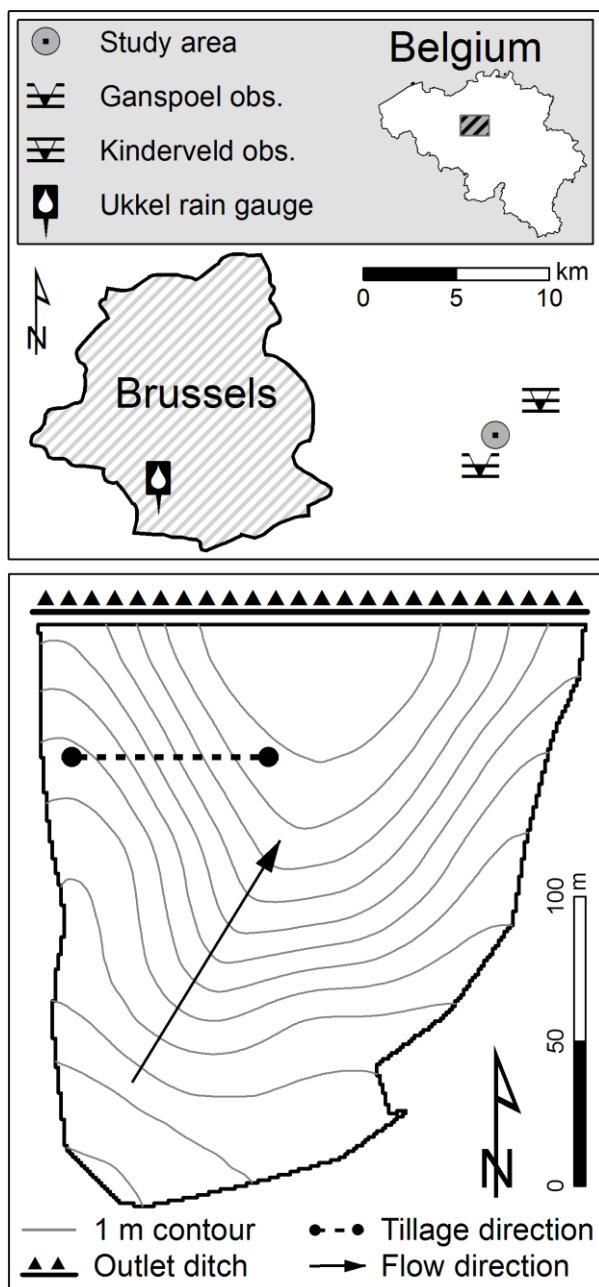 Study area
Belgium
Ganspoel obs.
Kinderveld obs.
Ukkel rain gauge
km
0 5 10
N
Brussels
100
m
50
0
N
1 m contour
Tillage direction
Outlet ditch
Flow direction